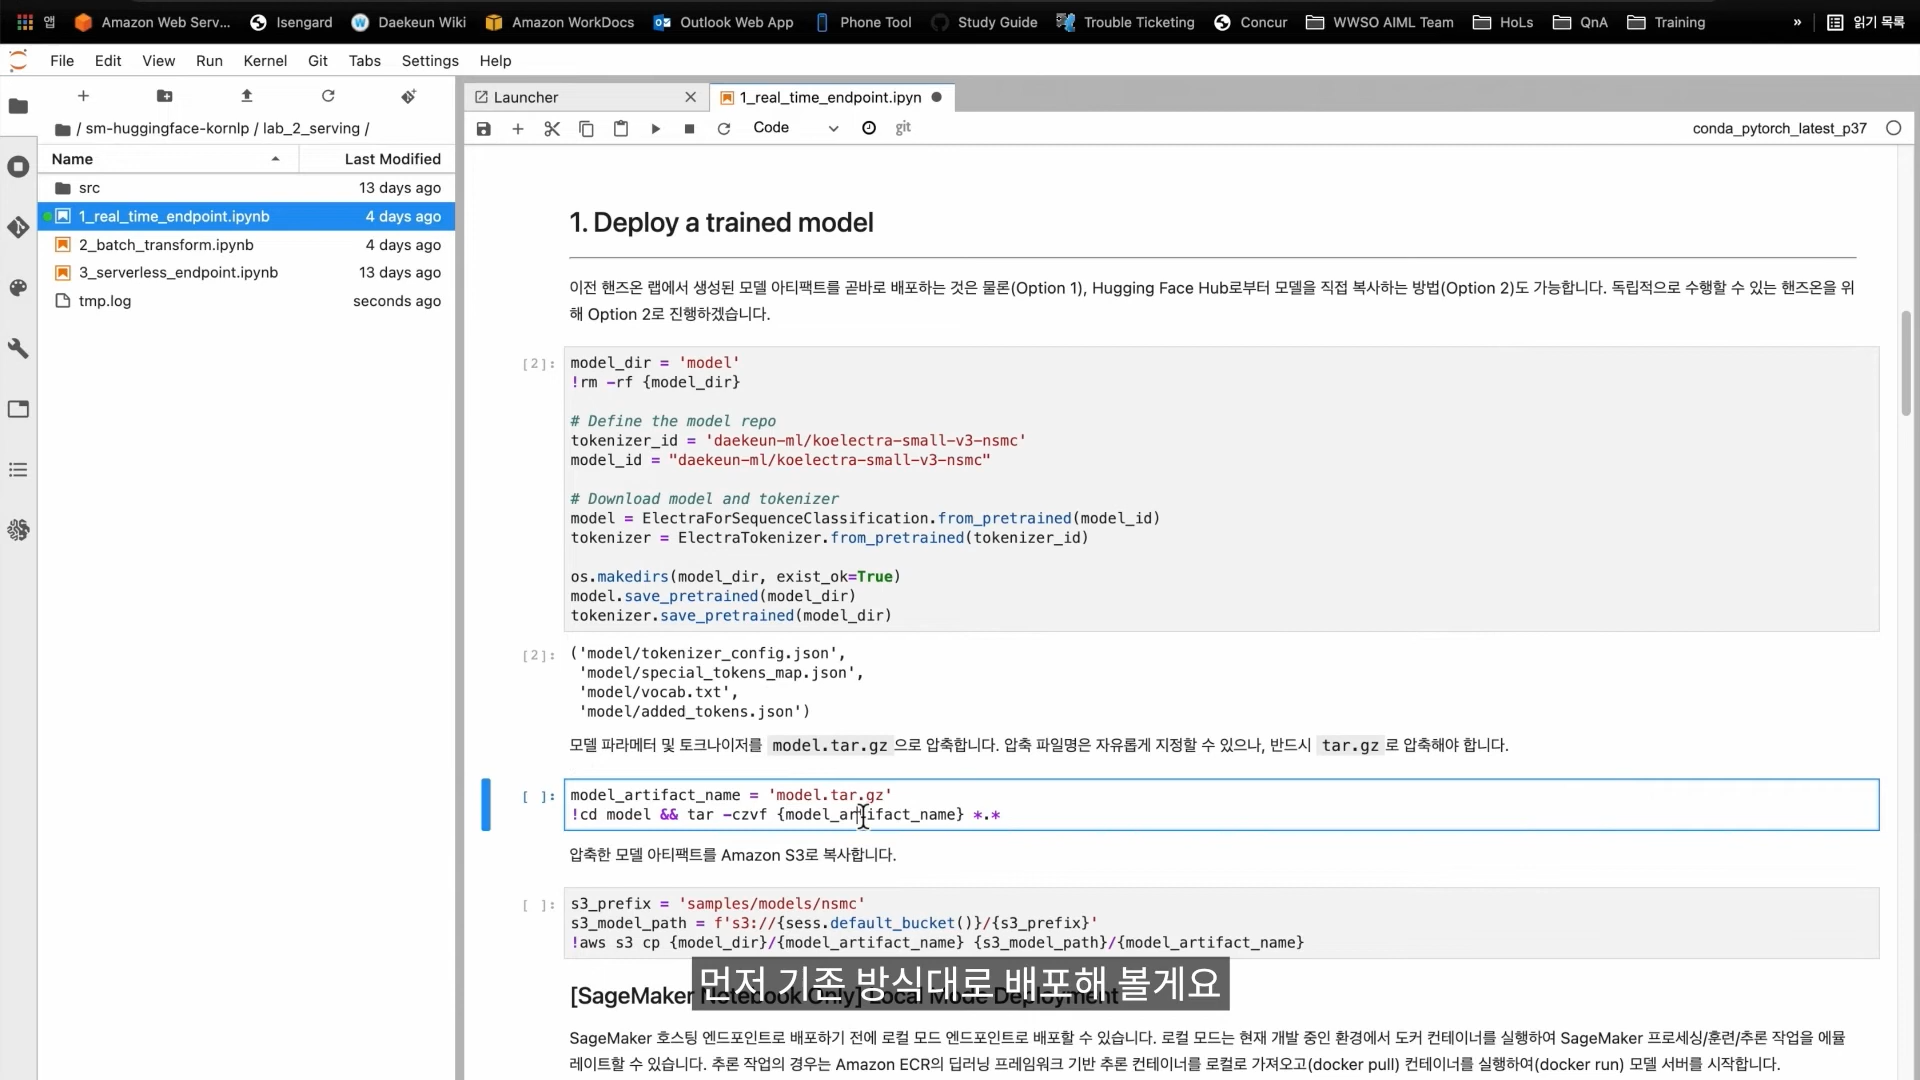 앱
Amazon Web Serv...
Isengard
Daekeun Wiki
Amazon WorkDocs
Outlook Web App
Phone Tool
Study Guide
Trouble Ticketing
Concur
WWSO AIML Team
HoLs
QnA
Training
»
읽기 목록
File Edit View Run Kernel Git Tabs Settings Help
/ sm-huggingface-kornlp / lab_2_serving /
Name Last Modified
src 13 days ago
1_real_time_endpoint.ipynb 4 days ago
2_batch_transform.ipynb 4 days ago
3_serverless_endpoint.ipynb 13 days ago
tmp.log seconds ago
Launcher
1_real_time_endpoint.ipyn
Code
git
conda_pytorch_latest_p37
1. Deploy a trained model
이전 핸즈온 랩에서 생성된 모델 아티팩트를 곧바로 배포하는 것은 물론(Option 1), Hugging Face Hub로부터 모델을 직접 복사하는 방법(Option 2)도 가능합니다. 독립적으로 수행할 수 있는 핸즈온을 위
해 Option 2로 진행하겠습니다.
[2]: model_dir = 'model'
!rm -rf {model_dir}
# Define the model repo
tokenizer_id = 'daekeun-ml/koelectra-small-v3-nsmc'
model_id = "daekeun-ml/koelectra-small-v3-nsmc"
# Download model and tokenizer
model = ElectraForSequenceClassification.from_pretrained(model_id)
tokenizer = ElectraTokenizer.from_pretrained(tokenizer_id)
os.makedirs(model_dir, exist_ok=True)
model.save_pretrained(model_dir)
tokenizer.save_pretrained(model_dir)
[2]: ('model/tokenizer_config.json',
'model/special_tokens_map.json',
'model/vocab.txt',
'model/added_tokens.json')
모델 파라메터 및 토크나이저를 model.tar.gz 으로 압축합니다. 압축 파일명은 자유롭게 지정할 수 있으나, 반드시 tar.gz 로 압축해야 합니다.
[ ]: model_artifact_name = 'model.tar.gz'
!cd model && tar -czvf {model_artifact_name} *.*
압축한 모델 아티팩트를 Amazon S3로 복사합니다.
[ ]: s3_prefix = 'samples/models/nsmc'
s3_model_path = f's3://{sess.default_bucket()}/{s3_prefix}'
!aws s3 cp {model_dir}/{model_artifact_name} {s3_model_path}/{model_artifact_name}
[SageMaker Notebook Only] Local Mode Deployment
먼저 기존 방식대로 배포해 볼게요
SageMaker 호스팅 엔드포인트로 배포하기 전에 로컬 모드 엔드포인트로 배포할 수 있습니다. 로컬 모드는 현재 개발 중인 환경에서 도커 컨테이너를 실행하여 SageMaker 프로세싱/훈련/추론 작업을 에뮬
레이트할 수 있습니다. 추론 작업의 경우는 Amazon ECR의 딥러닝 프레임워크 기반 추론 컨테이너를 로컬로 가져오고(docker pull) 컨테이너를 실행하여(docker run) 모델 서버를 시작합니다.